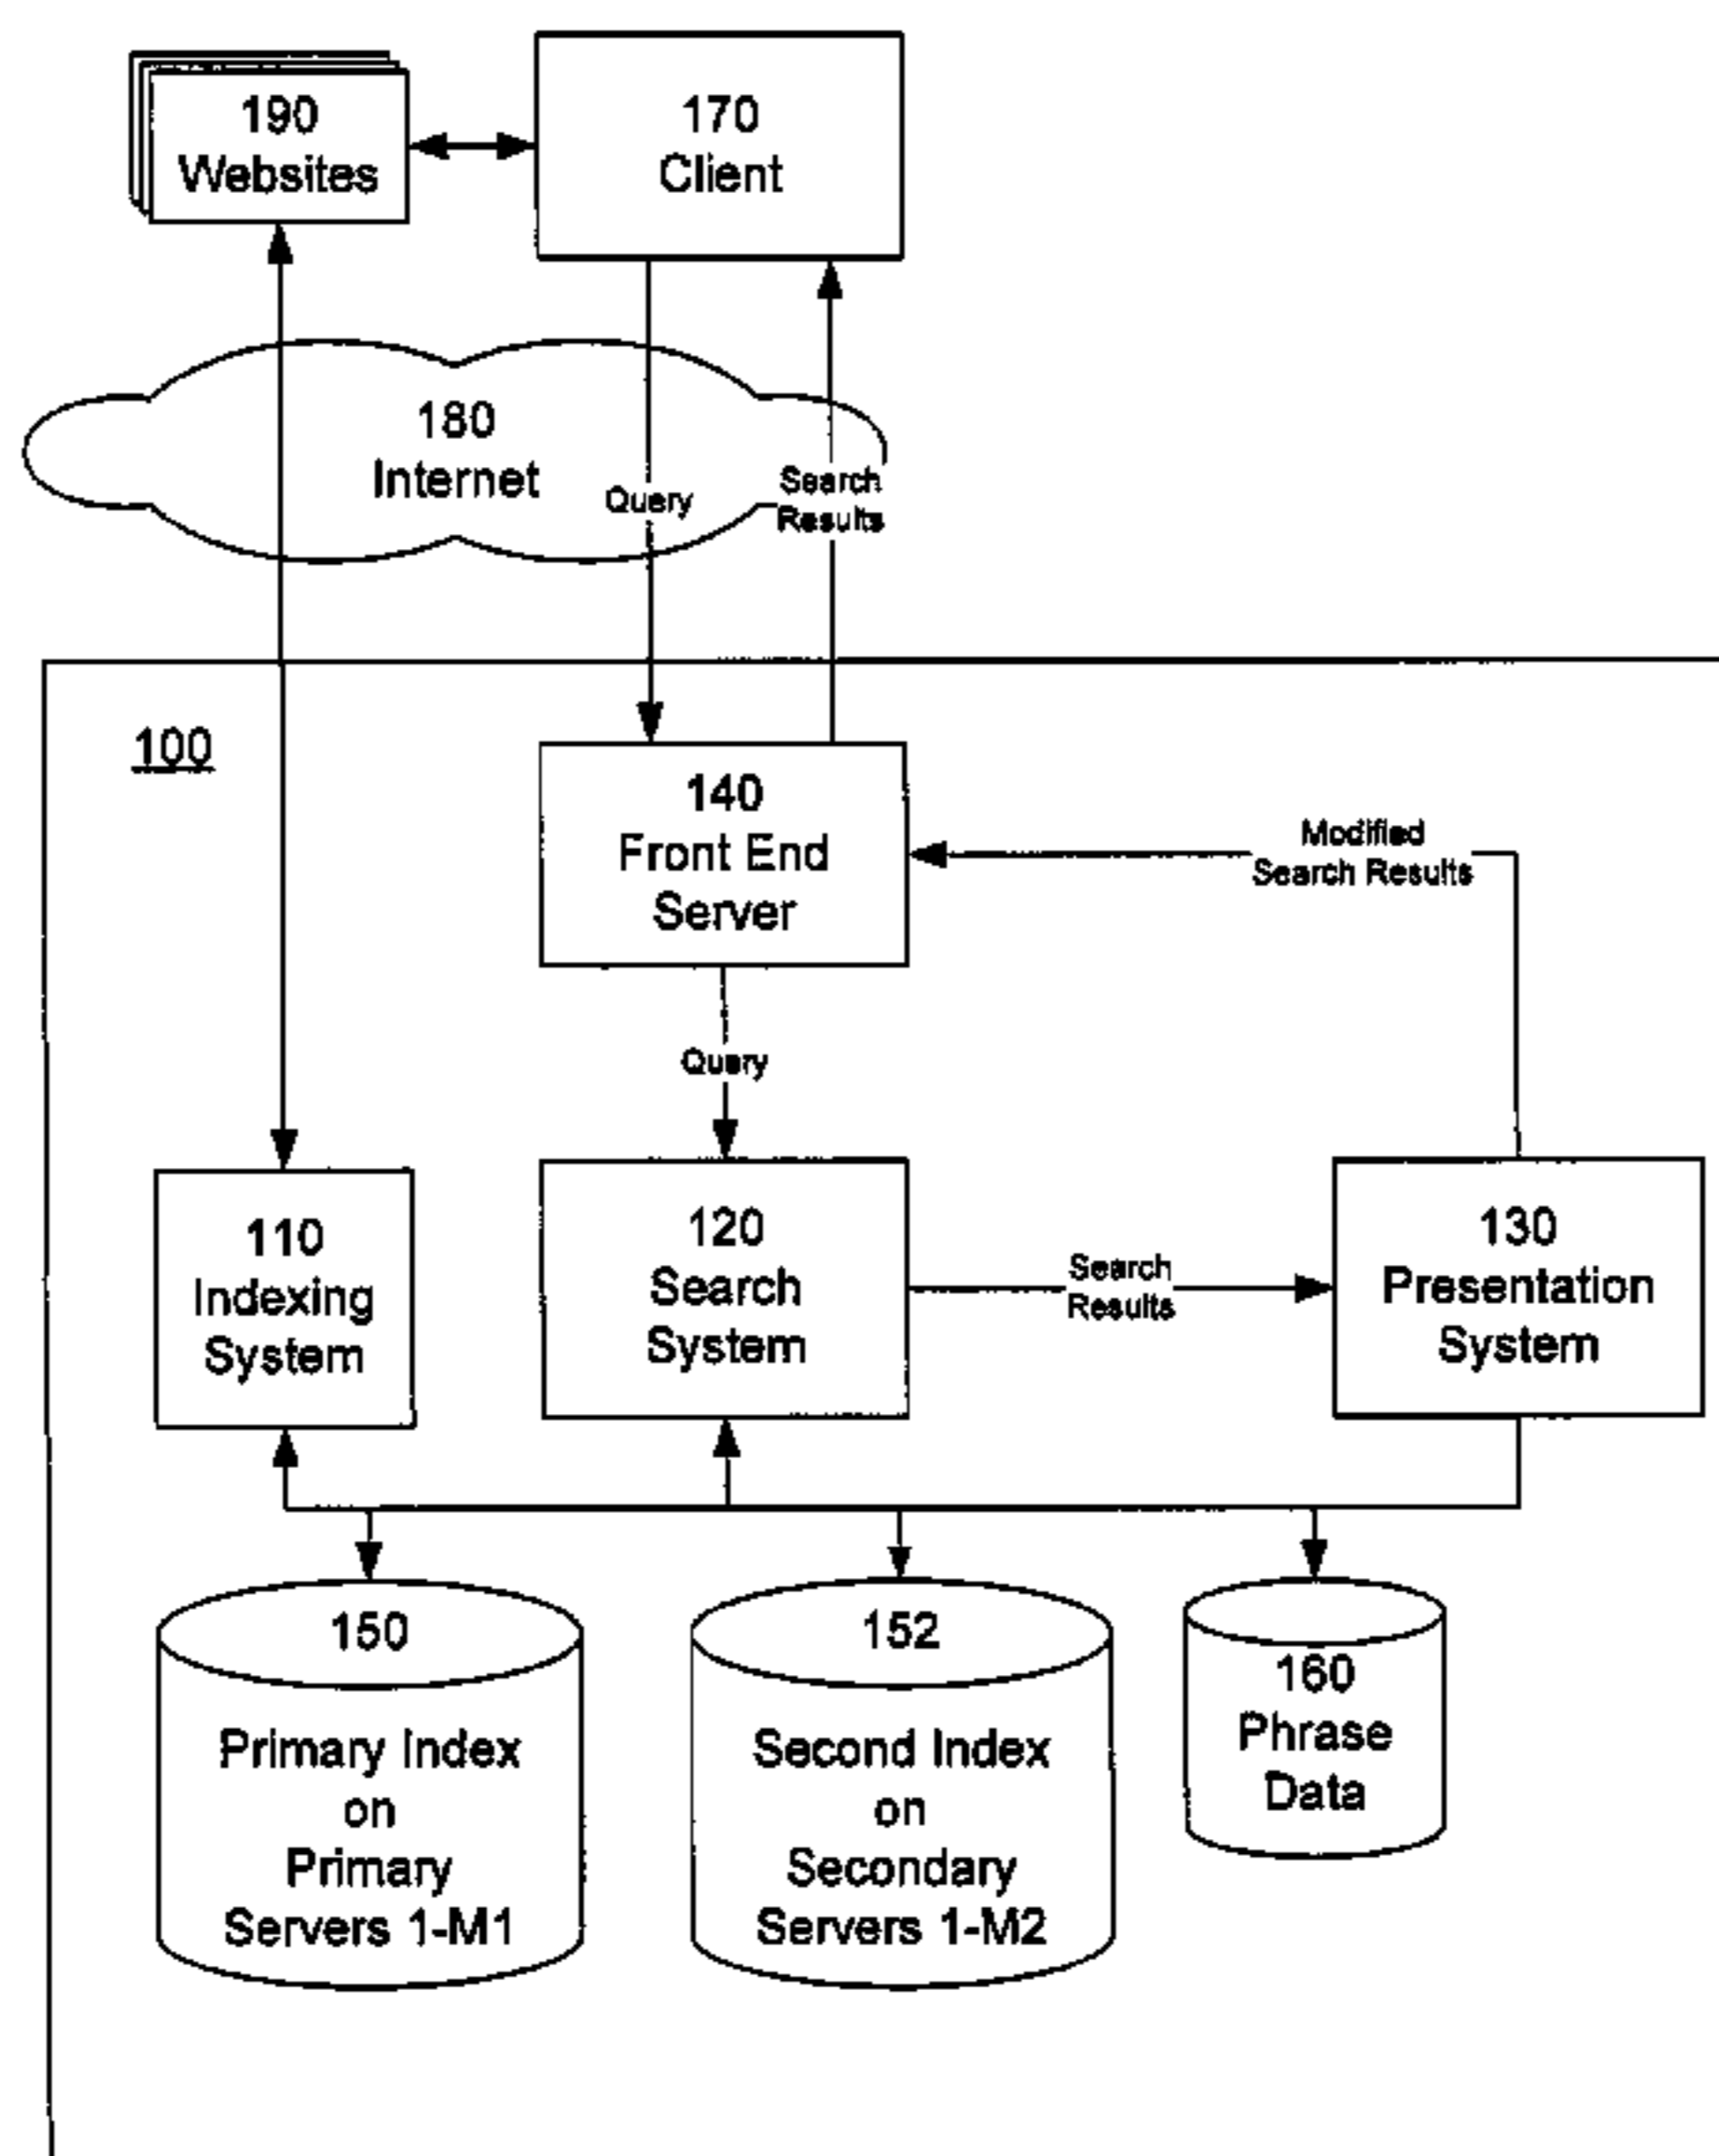 190
Websites
170
Client
180
Internet
Query
Search
Results
100
140
Front End
Server
Modified
Search Results
Query
110
Indexing
System
120
Search
System
Search
Results
130
Presentation
System
150
Primary Index
on
Primary
Servers 1-M1
152
Second Index
on
Secondary
Servers 1-M2
160
Phrase
Data